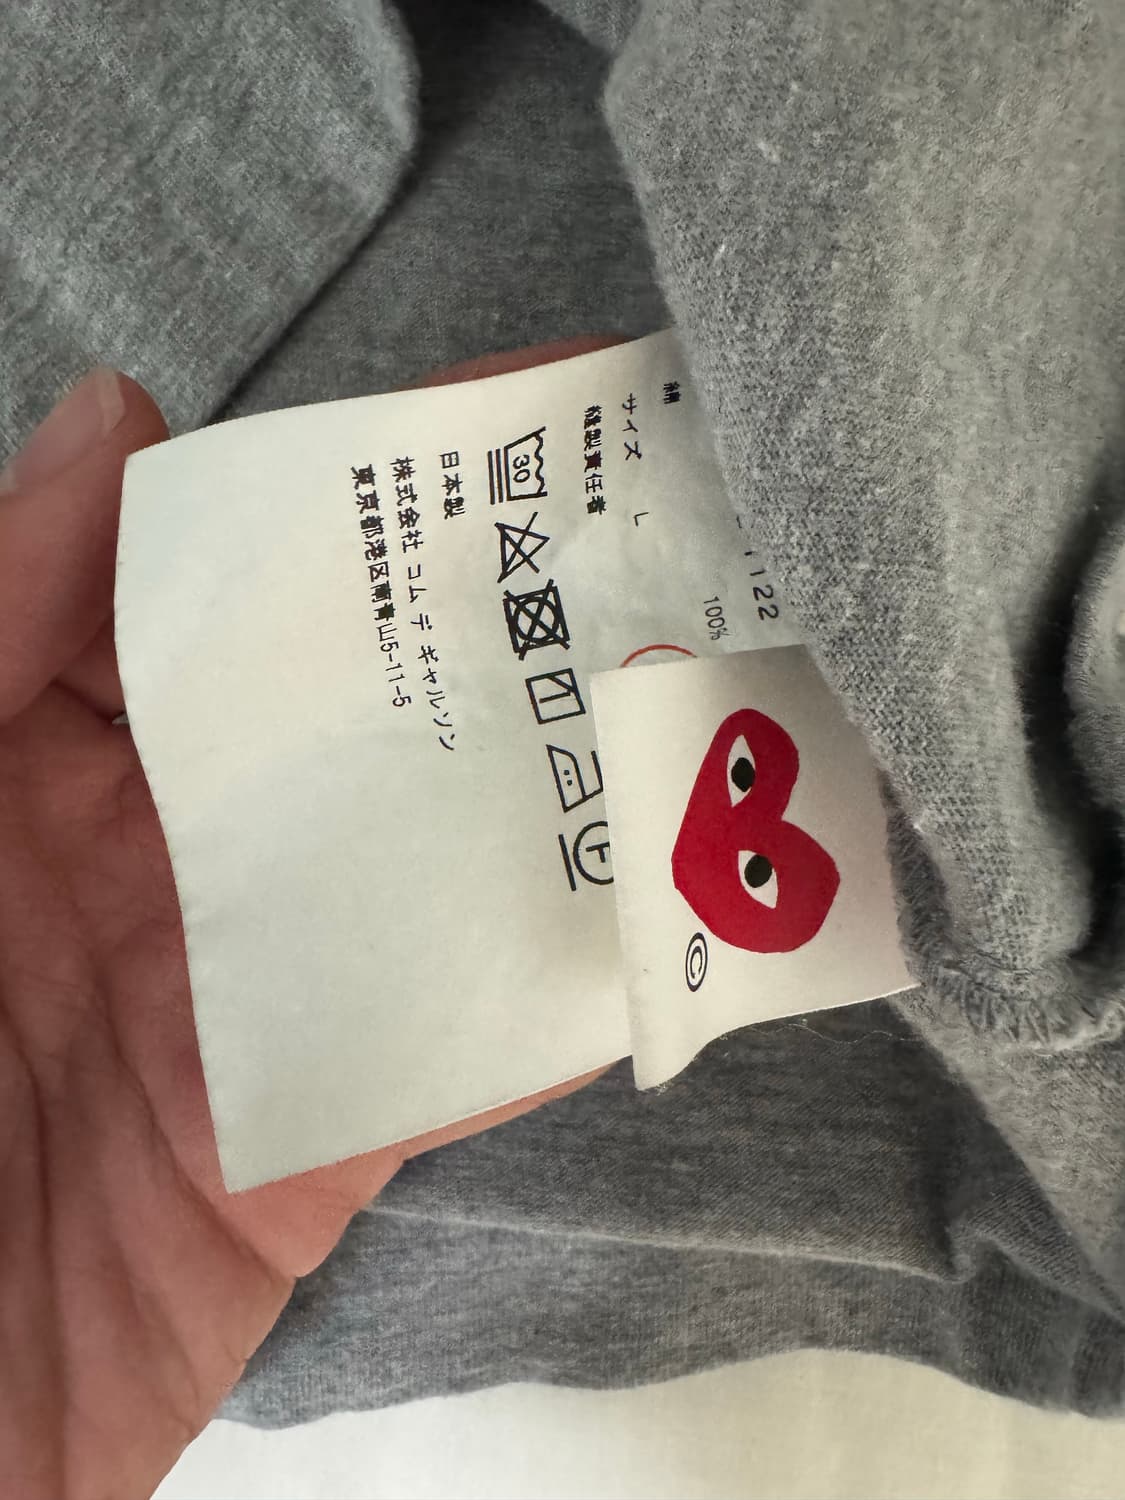 122
綿 100%
サイズ L
縫製責任者
30
F
日本製
株式会社 コム デ ギャルソン
東京都港区南青山5-11-5
©